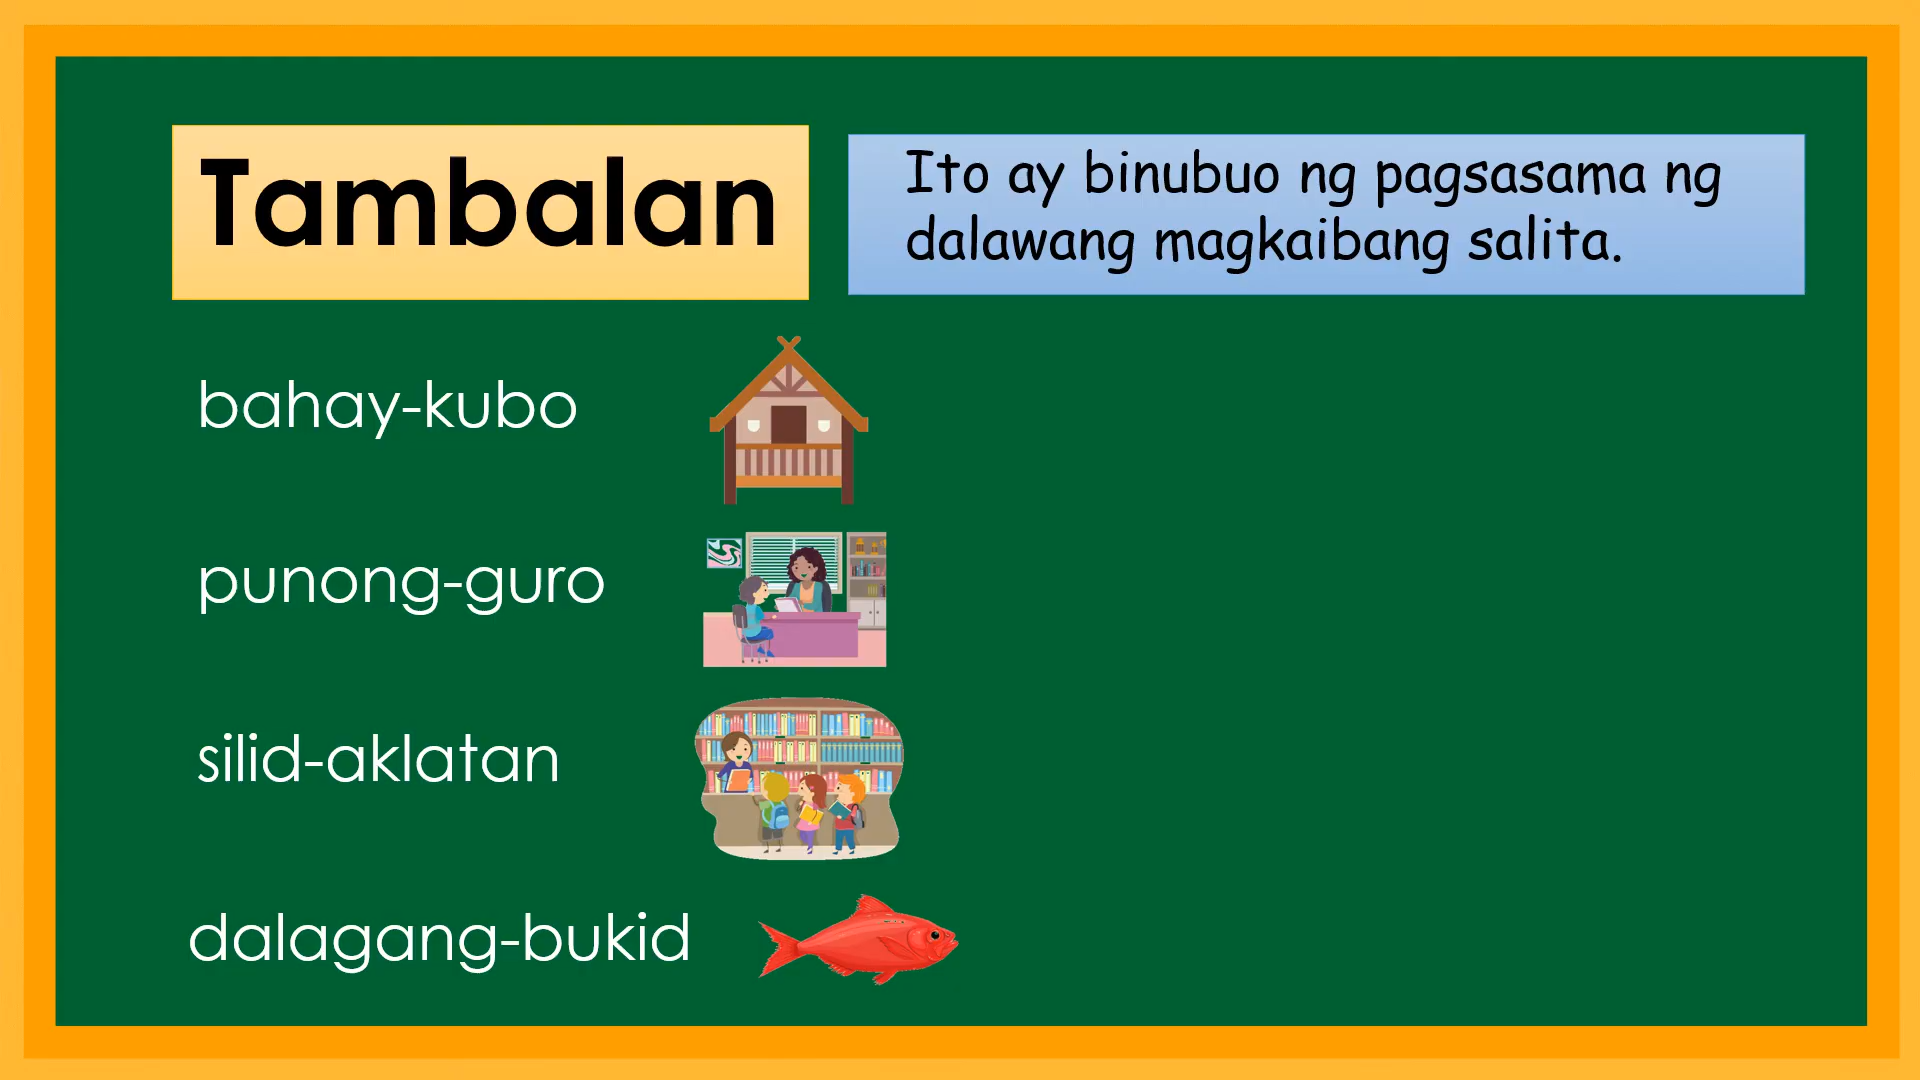 Tambalan
Ito ay binubuo ng pagsasama ng
dalawang magkaibang salita.
bahay-kubo
punong-guro
silid-aklatan
dalagang-bukid